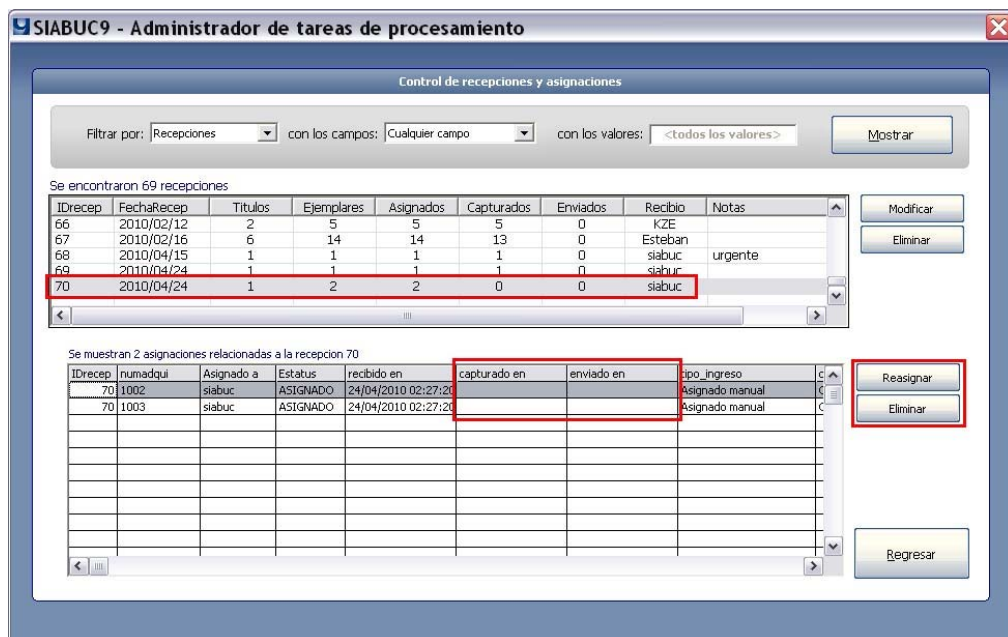 SIABUC9 - Administrador de tareas de procesamiento
Control de recepciones y asignaciones
Filtrar por: Recepciones con los campos: Cualquier campo con los valores: <todos los valores> Mostrar
Se encontraron 69 recepciones
IDrecep FechaRecep Titulos Ejemplares Asignados Capturados Enviados Recibio Notas Modificar
66 2010/02/12 2 5 5 5 0 KZE
67 2010/02/16 6 14 14 13 0 Esteban Eliminar
68 2010/04/15 1 1 1 1 0 siabuc urgente
69 2010/04/24 1 1 1 1 0 siabuc
70 2010/04/24 1 2 2 0 0 siabuc
Se muestran 2 asignaciones relacionadas a la recepcion 70
IDrecep numadqui Asignado a Estatus recibido en capturado en enviado en tipo_ingreso c Reasignar
70 1002 siabuc ASIGNADO 24/04/2010 02:27:20 Asignado manual
70 1003 siabuc ASIGNADO 24/04/2010 02:27:20 Asignado manual Eliminar
Regresar